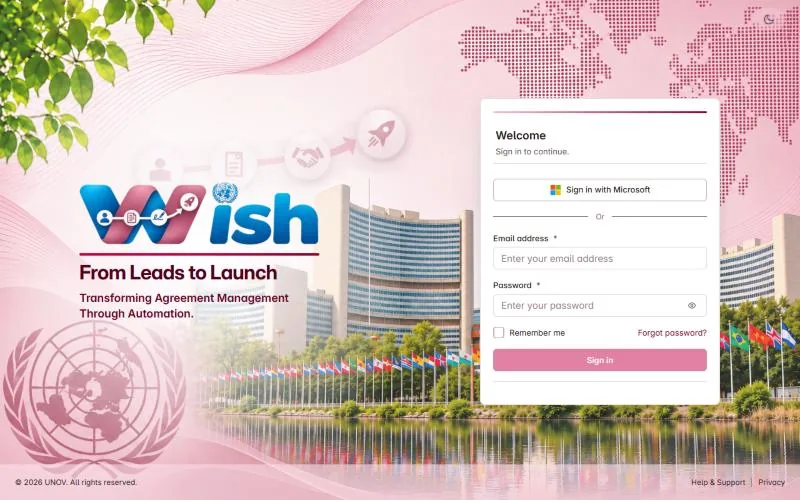 Wish
From Leads to Launch
Transforming Agreement Management
Through Automation.
Welcome
Sign in to continue.
Sign in with Microsoft
Or
Email address *
Enter your email address
Password *
Enter your password
Remember me
Forgot password?
Sign in
© 2026 UNOV. All rights reserved.
Help & Support | Privacy